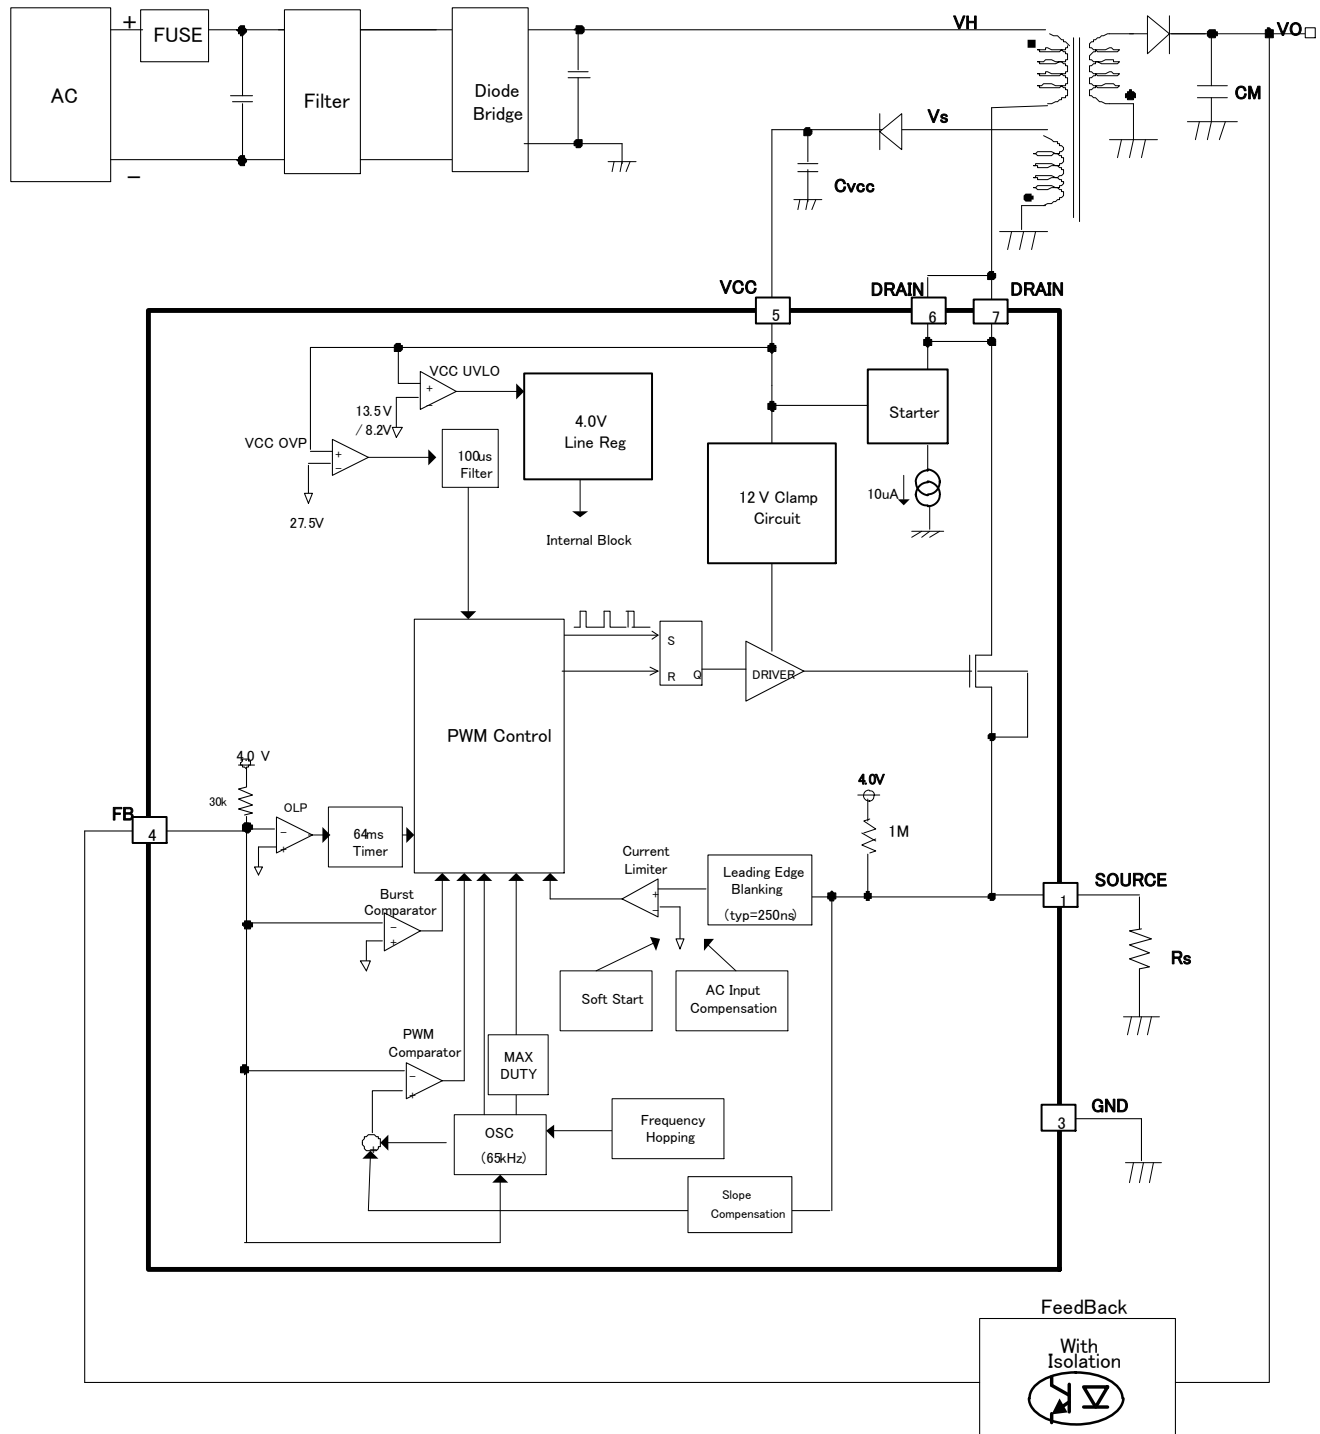 +
FUSE
VH
VO
AC
Filter
Diode
Bridge
CM
Vs
Cvcc
−
VCC
DRAIN
DRAIN
5
6
7
VCC UVLO
+
−
13.5V
/ 8.2V
4.0V
Line Reg
Starter
VCC OVP
+
−
100us
Filter
12 V Clamp
Circuit
10uA
27.5V
Internal Block
S
R
Q
DRIVER
PWM Control
4.0 V
30k
4.0V
FB
4
OLP
−
+
64ms
Timer
1M
Current
Limiter
+
−
Leading Edge
Blanking
(typ=250ns)
SOURCE
1
Burst
Comparator
−
+
Rs
Soft Start
AC Input
Compensation
PWM
Comparator
−
+
MAX
DUTY
GND
3
Frequency
Hopping
OSC
(65kHz)
+
Slope
Compensation
FeedBack
With
Isolation